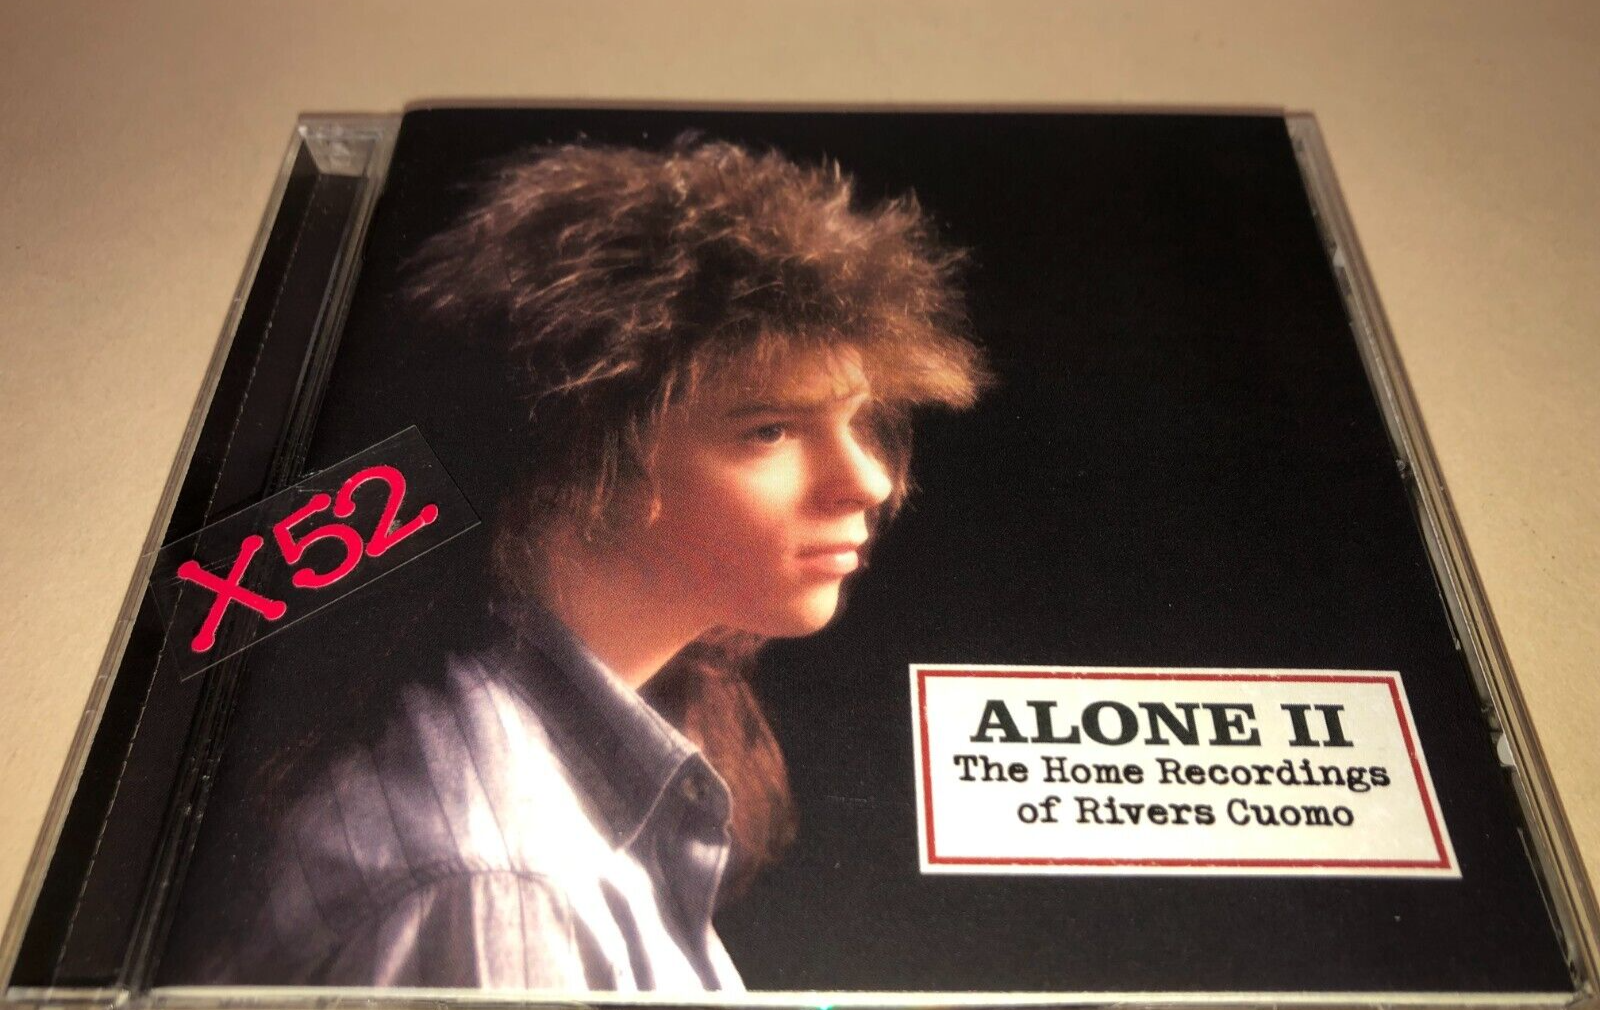 X52
ALONE II
The Home Recordings
of Rivers Cuomo